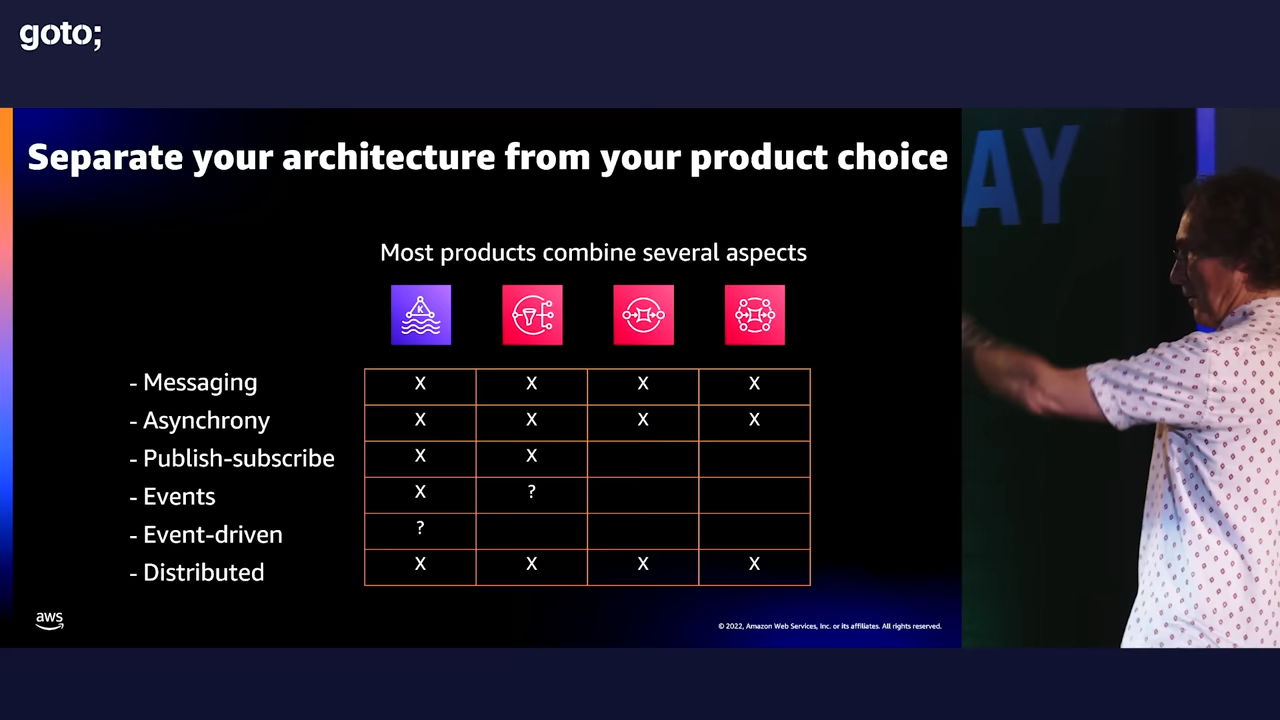 goto;
AY
Separate your architecture from your product choice
Most products combine several aspects
K
- Messaging X X X X
- Asynchrony X X X X
- Publish-subscribe X X
- Events X ?
- Event-driven ?
- Distributed X X X X
aws
© 2022, Amazon Web Services, Inc. or its affiliates. All rights reserved.